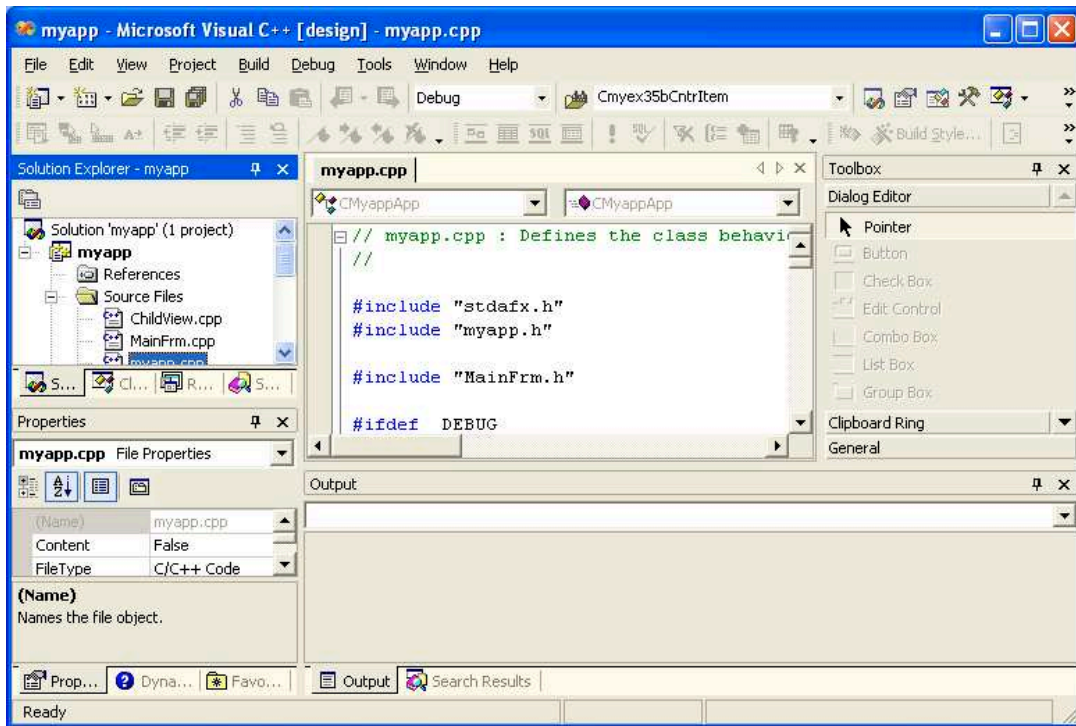 myapp - Microsoft Visual C++ [design] - myapp.cpp
File Edit View Project Build Debug Tools Window Help
Debug Cmyex35bCntrItem
Build Style...
Solution Explorer - myapp
Solution 'myapp' (1 project)
myapp
References
Source Files
ChildView.cpp
MainFrm.cpp
myapp.cpp
S... Cl... R... S...
Properties
myapp.cpp File Properties
(Name) myapp.cpp
Content False
FileType C/C++ Code
(Name)
Names the file object.
Prop... Dyna... Favo...
myapp.cpp
CMyappApp CMyappApp
// myapp.cpp : Defines the class behavi
//
#include "stdafx.h"
#include "myapp.h"
#include "MainFrm.h"
#ifdef DEBUG
Toolbox
Dialog Editor
Pointer
Button
Check Box
Edit Control
Combo Box
List Box
Group Box
Clipboard Ring
General
Output
Output Search Results
Ready